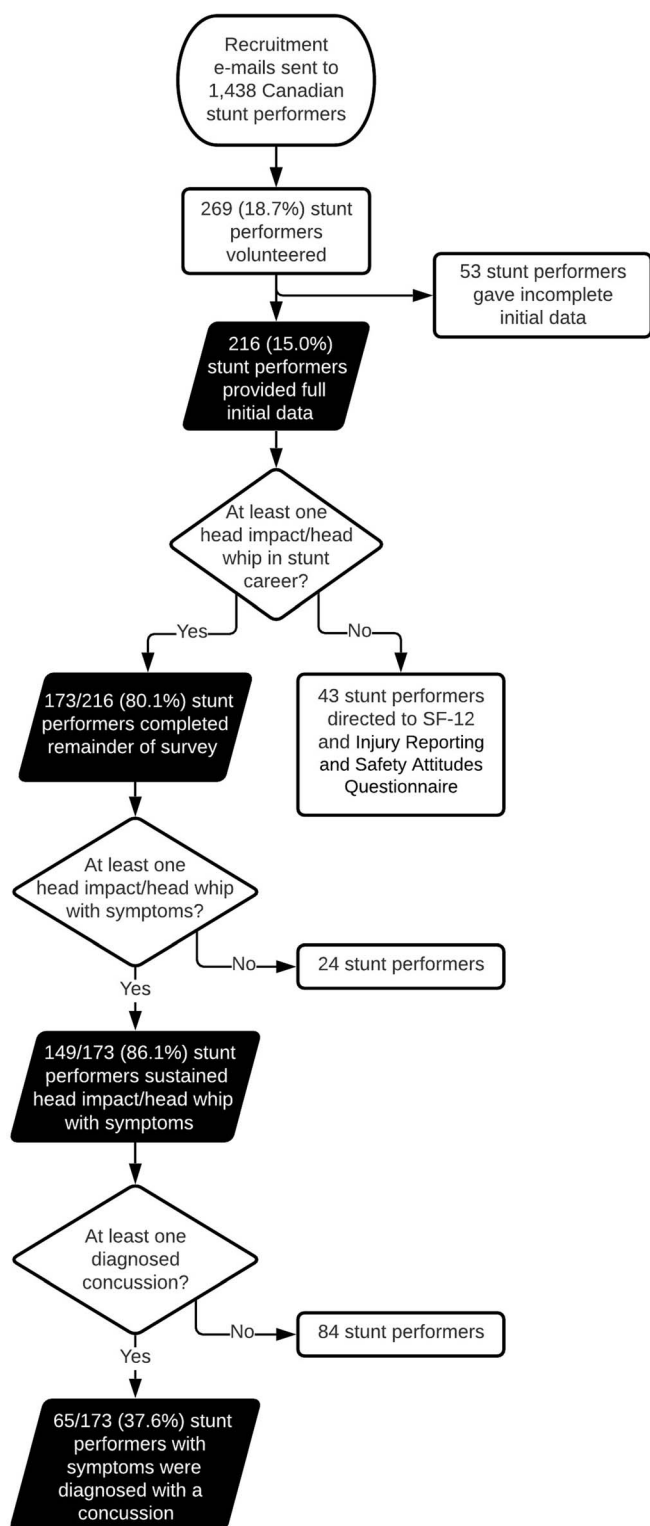 Recruitment
e-mails sent to
1,438 Canadian
stunt performers
269 (18.7%) stunt
performers
volunteered
53 stunt performers
gave incomplete
initial data
216 (15.0%)
stunt performers
provided full
initial data
At least one
head impact/head
whip in stunt
career?
Yes
No
173/216 (80.1%) stunt
performers completed
remainder of survey
43 stunt performers
directed to SF-12
and Injury Reporting
and Safety Attitudes
Questionnaire
At least one
head impact/head whip
with symptoms?
No
24 stunt performers
Yes
149/173 (86.1%) stunt
performers sustained
head impact/head whip
with symptoms
At least one
diagnosed
concussion?
No
84 stunt performers
Yes
65/173 (37.6%) stunt
performers with
symptoms were
diagnosed with a
concussion